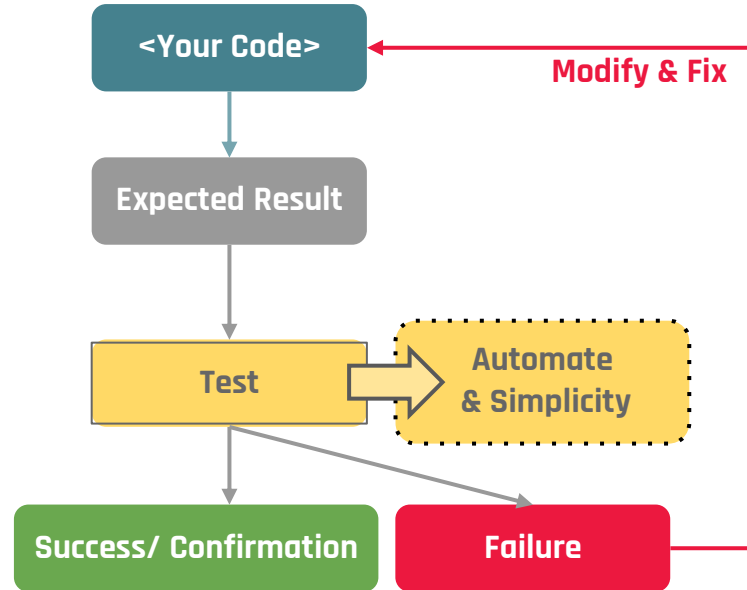 <Your Code>
Modify & Fix
Expected Result
Test
Automate
& Simplicity
Success/ Confirmation
Failure